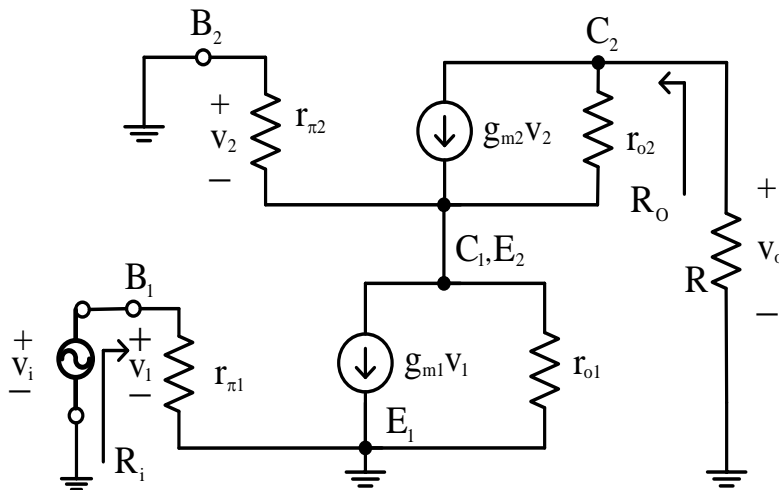 B₂
C₂
+
v₂
−
rπ2
gm2v2
ro2
RO
+
vo
−
R
C₁,E₂
B₁
+
vi
−
+
v₁
−
rπ1
gm1v1
ro1
E₁
Ri